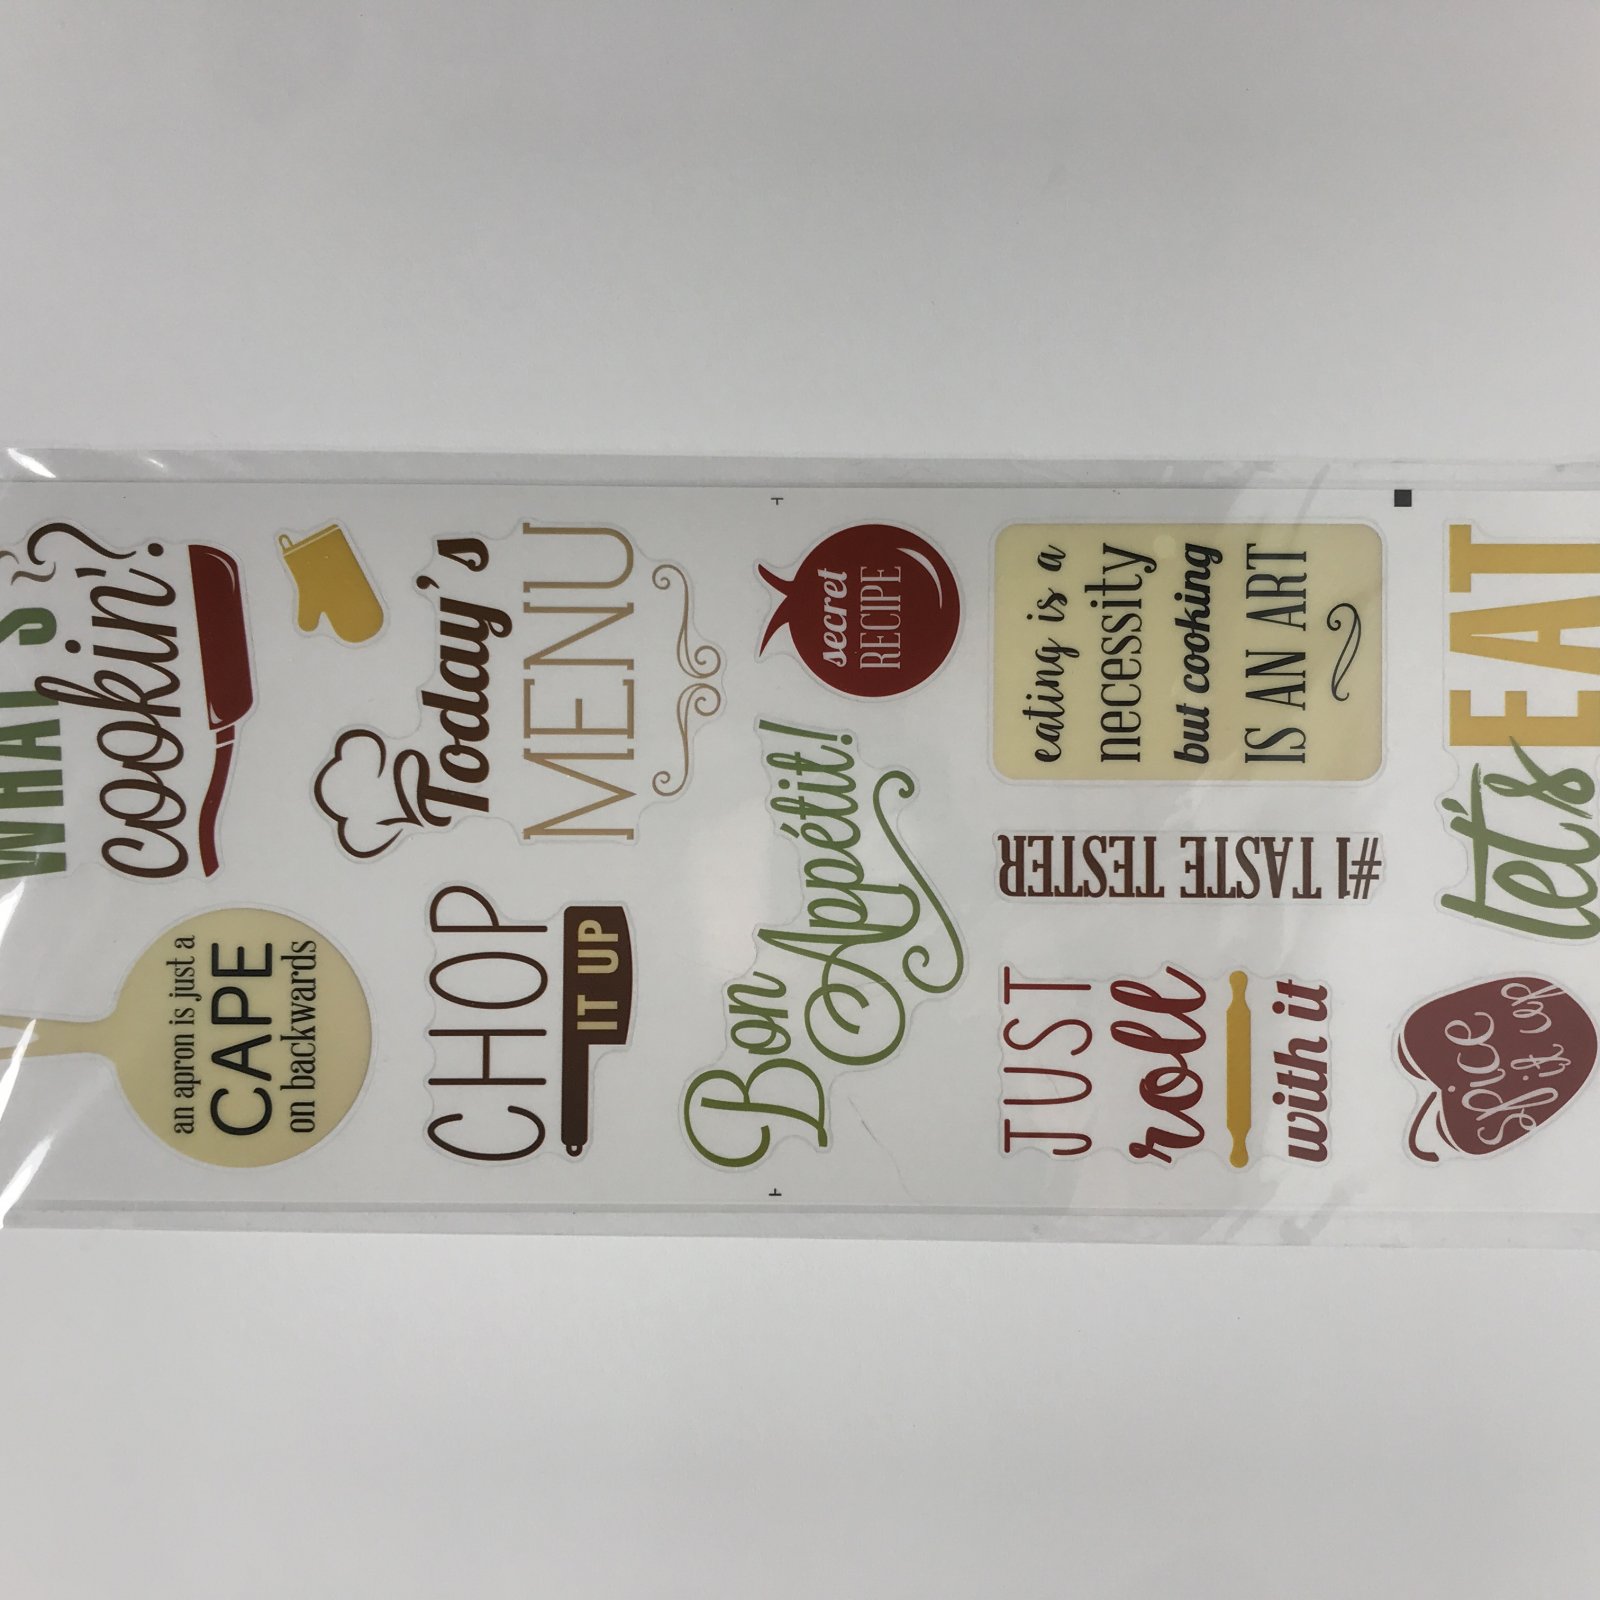 WHAT'S
cookin'?
an apron is just a
CAPE
on backwards
Today's
MENU
CHOP
IT UP
secret
RECIPE
Bon
Appétit!
eating is a
necessity
but cooking
IS AN ART
#1 TASTE TESTER
JUST
roll
with it
let's
EAT
spice
it up